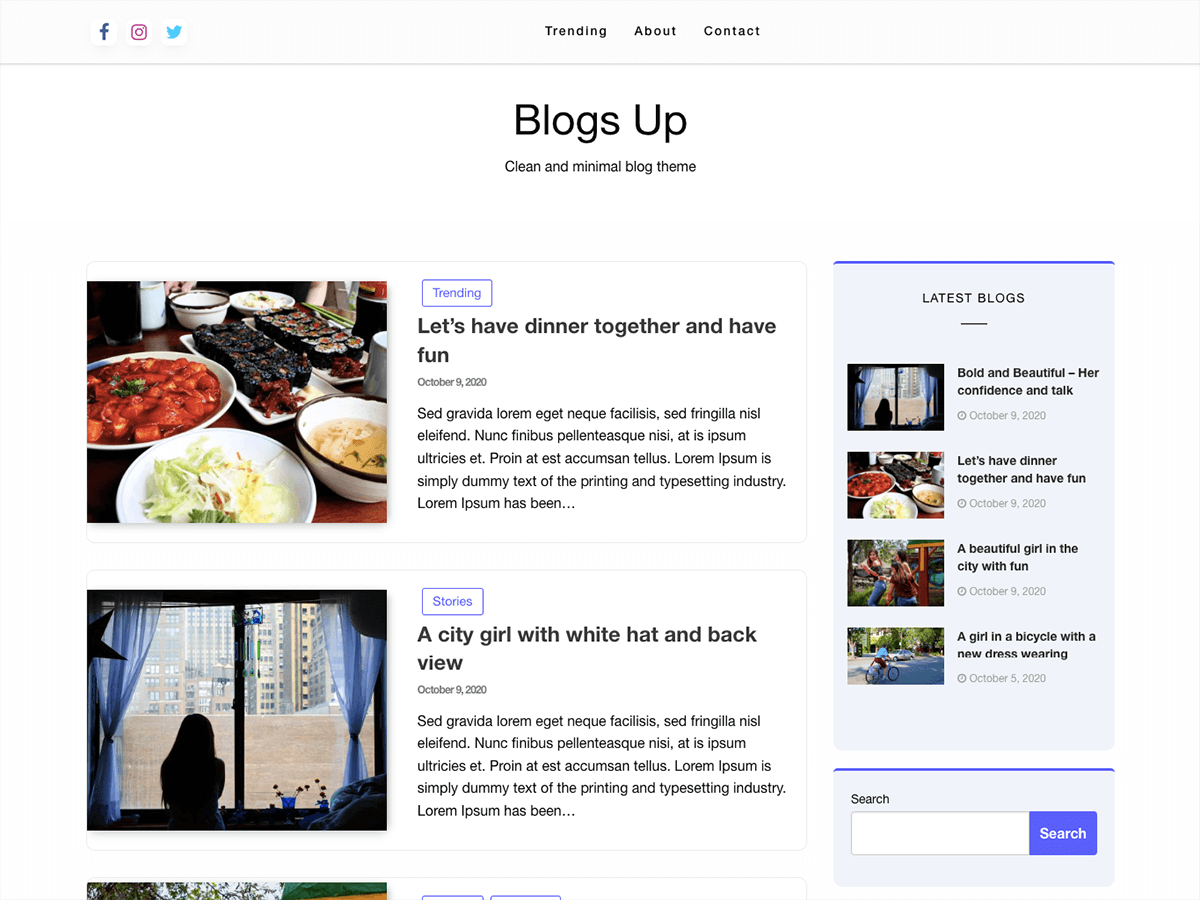 Trending About Contact
Blogs Up
Clean and minimal blog theme
Trending
Let’s have dinner together and have
fun
October 9, 2020
Sed gravida lorem eget neque facilisis, sed fringilla nisl
eleifend. Nunc finibus pellenteasque nisi, at is ipsum
ultricies et. Proin at est accumsan tellus. Lorem Ipsum is
simply dummy text of the printing and typesetting industry.
Lorem Ipsum has been…
Stories
A city girl with white hat and back
view
October 9, 2020
Sed gravida lorem eget neque facilisis, sed fringilla nisl
eleifend. Nunc finibus pellenteasque nisi, at is ipsum
ultricies et. Proin at est accumsan tellus. Lorem Ipsum is
simply dummy text of the printing and typesetting industry.
Lorem Ipsum has been…
LATEST BLOGS
Bold and Beautiful – Her
confidence and talk
October 9, 2020
Let’s have dinner
together and have fun
October 9, 2020
A beautiful girl in the
city with fun
October 9, 2020
A girl in a bicycle with a
new dress wearing
October 5, 2020
Search
Search